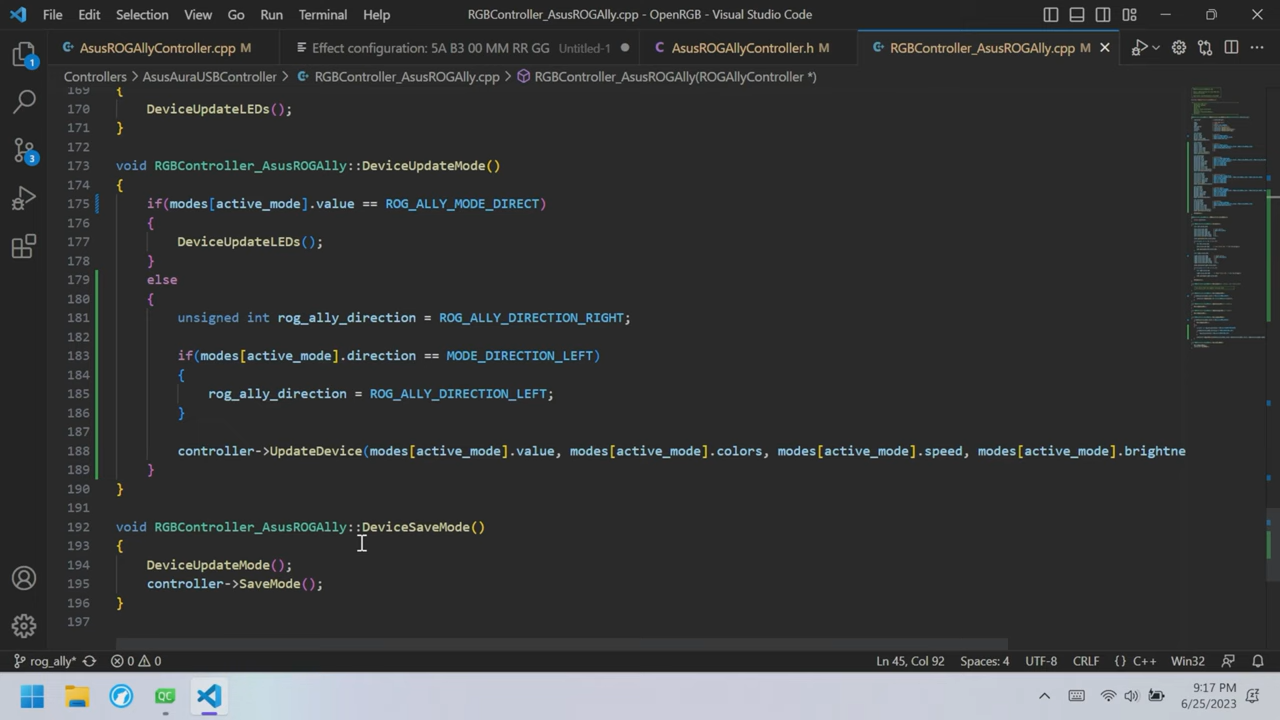 File Edit Selection View Go Run Terminal Help
RGBController_AsusROGAlly.cpp - OpenRGB - Visual Studio Code
AsusROGAllyController.cpp M
Effect configuration: 5A B3 00 MM RR GG Untitled-1
AsusROGAllyController.h M
RGBController_AsusROGAlly.cpp M
Controllers > AsusAuraUSBController > RGBController_AsusROGAlly.cpp > RGBController_AsusROGAlly(ROGAllyController *)
169 {
170 DeviceUpdateLEDs();
171 }
172
173 void RGBController_AsusROGAlly::DeviceUpdateMode()
174 {
175 if(modes[active_mode].value == ROG_ALLY_MODE_DIRECT)
176 {
177 DeviceUpdateLEDs();
178 }
179 else
180 {
181 unsigned int rog_ally_direction = ROG_ALLY_DIRECTION_RIGHT;
182
183 if(modes[active_mode].direction == MODE_DIRECTION_LEFT)
184 {
185 rog_ally_direction = ROG_ALLY_DIRECTION_LEFT;
186 }
187
188 controller->UpdateDevice(modes[active_mode].value, modes[active_mode].colors, modes[active_mode].speed, modes[active_mode].brightne
189 }
190 }
191
192 void RGBController_AsusROGAlly::DeviceSaveMode()
193 {
194 DeviceUpdateMode();
195 controller->SaveMode();
196 }
197
1
3
rog_ally* 0 0 Ln 45, Col 92 Spaces: 4 UTF-8 CRLF {} C++ Win32
QC
9:17 PM
6/25/2023